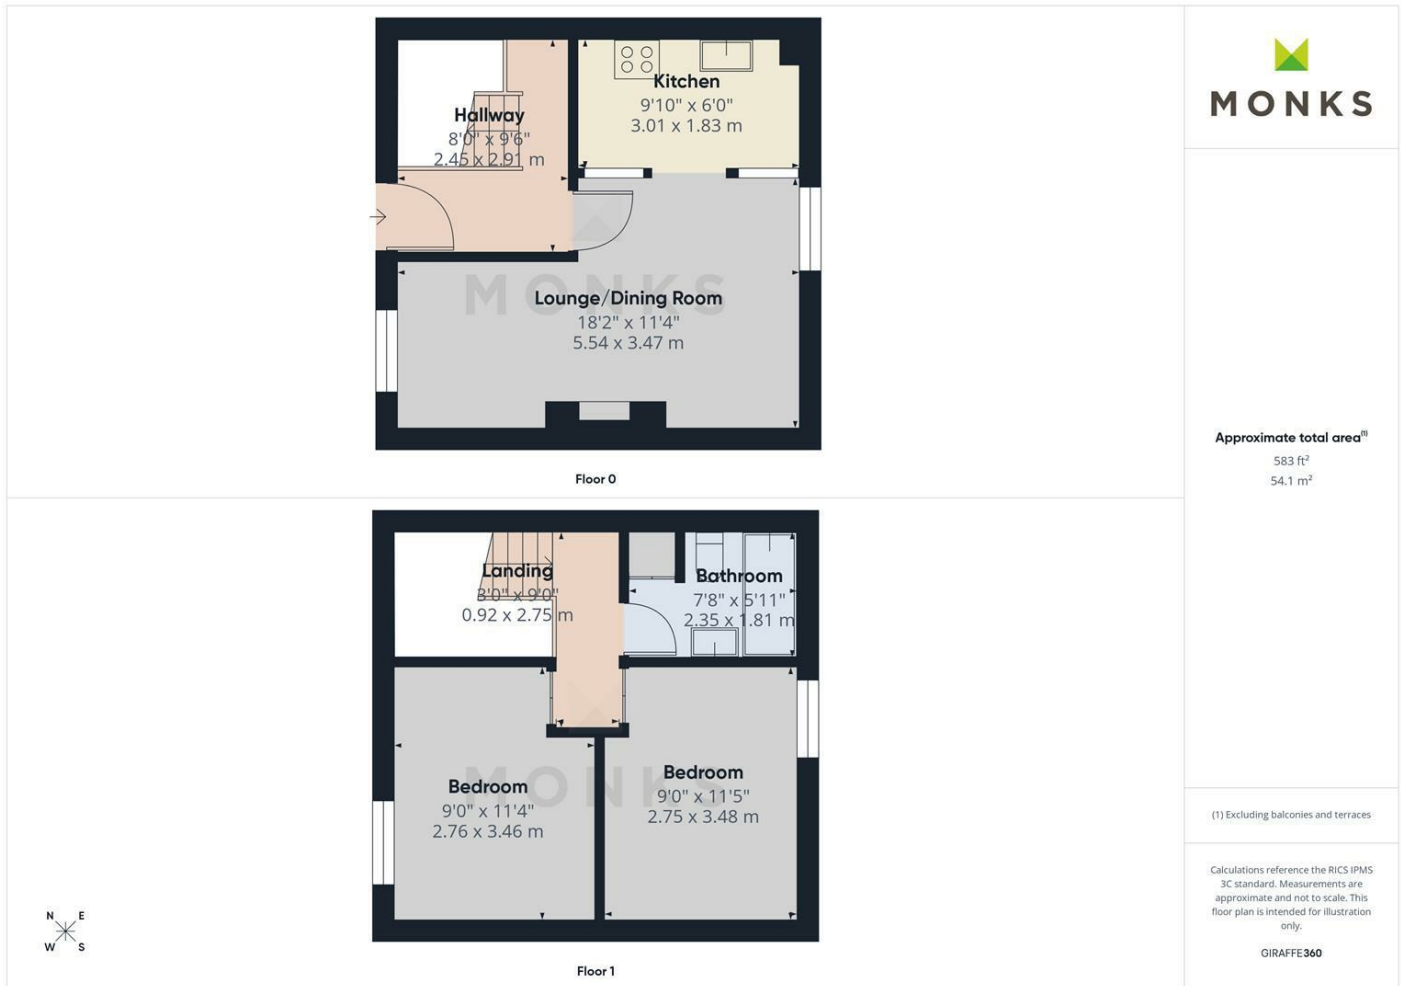 Kitchen
9'10" x 6'0"
3.01 x 1.83 m
Hallway
8'0" x 9'6"
2.45 x 2.91 m
MONKS
Lounge/Dining Room
18'2" x 11'4"
5.54 x 3.47 m
Floor 0
Landing
3'0" x 9'0"
0.92 x 2.75 m
Bathroom
7'8" x 5'11"
2.35 x 1.81 m
MONKS
Bedroom
9'0" x 11'4"
2.76 x 3.46 m
Bedroom
9'0" x 11'5"
2.75 x 3.48 m
N E
W S
Floor 1
MONKS
Approximate total area(1)
583 ft²
54.1 m²
(1) Excluding balconies and terraces
Calculations reference the RICS IPMS
3C standard. Measurements are
approximate and not to scale. This
floor plan is intended for illustration
only.
GIRAFFE360